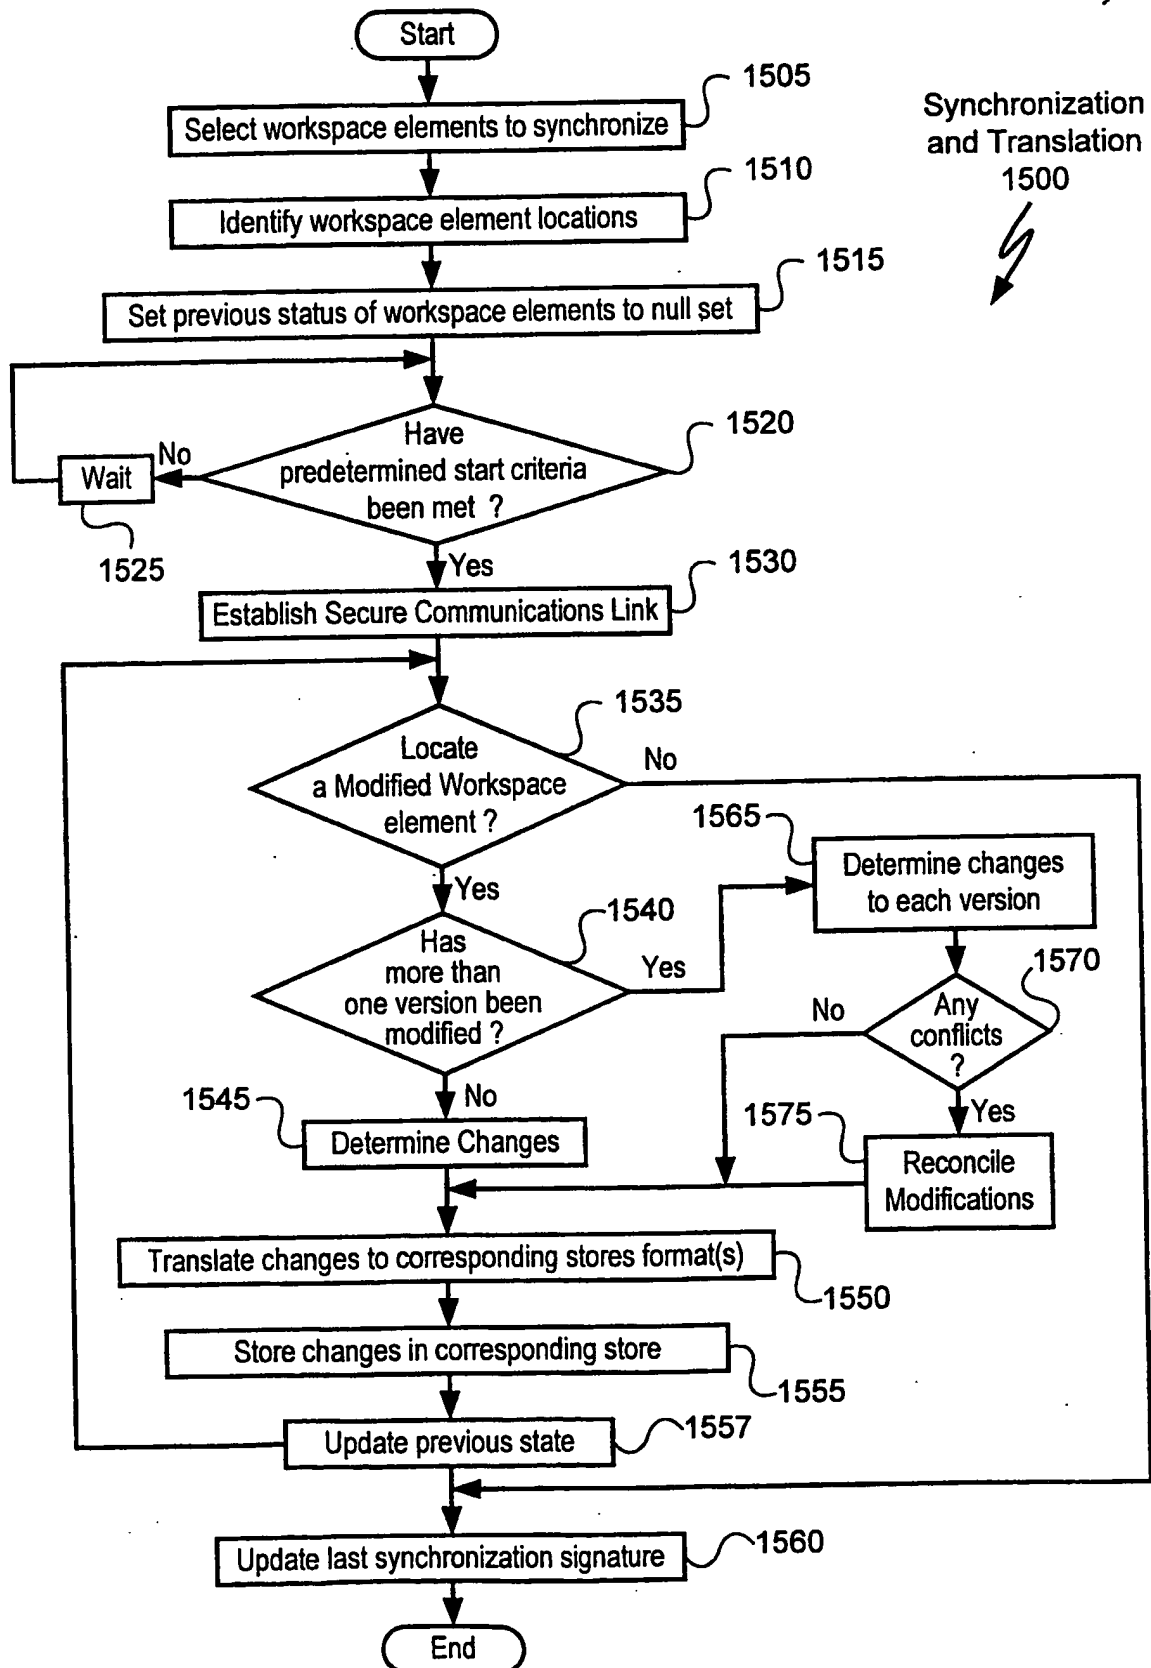 Start
1505
Select workspace elements to synchronize
Synchronization
and Translation
1500
1510
Identify workspace element locations
1515
Set previous status of workspace elements to null set
Have
predetermined start criteria
been met ?
1520
No
Wait
1525
Yes
1530
Establish Secure Communications Link
1535
Locate
a Modified Workspace
element ?
No
Yes
1565
Determine changes
to each version
1540
Has
more than
one version been
modified ?
Yes
1570
Any
conflicts
?
No
No
Yes
1545
Determine Changes
1575
Reconcile
Modifications
Translate changes to corresponding stores format(s)
1550
Store changes in corresponding store
1555
Update previous state
1557
Update last synchronization signature
1560
End